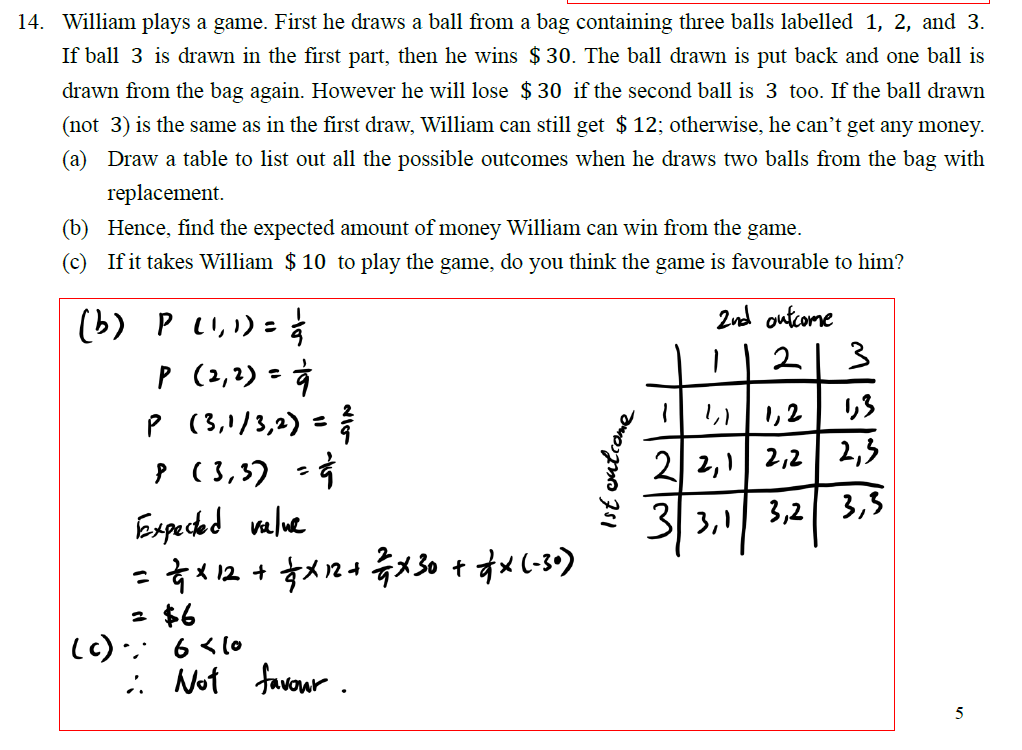 14. William plays a game. First he draws a ball from a bag containing three balls labelled 1, 2, and 3.
If ball 3 is drawn in the first part, then he wins $ 30. The ball drawn is put back and one ball is
drawn from the bag again. However he will lose $ 30 if the second ball is 3 too. If the ball drawn
(not 3) is the same as in the first draw, William can still get $ 12; otherwise, he can’t get any money.
(a) Draw a table to list out all the possible outcomes when he draws two balls from the bag with
replacement.
(b) Hence, find the expected amount of money William can win from the game.
(c) If it takes William $ 10 to play the game, do you think the game is favourable to him?
(b) P (1,1) = 1/9
P (2,2) = 1/9
P (3,1/3,2) = 2/9
P (3,3) = 1/9
Expected value
= 1/9 × 12 + 1/9 × 12 + 2/9 × 30 + 1/9 × (-30)
= $6
(c) ∵ 6 < 10
∴ Not favour.
2nd outcome
1 2 3
1st outcome
1 1,1 1,2 1,3
2 2,1 2,2 2,3
3 3,1 3,2 3,3
5